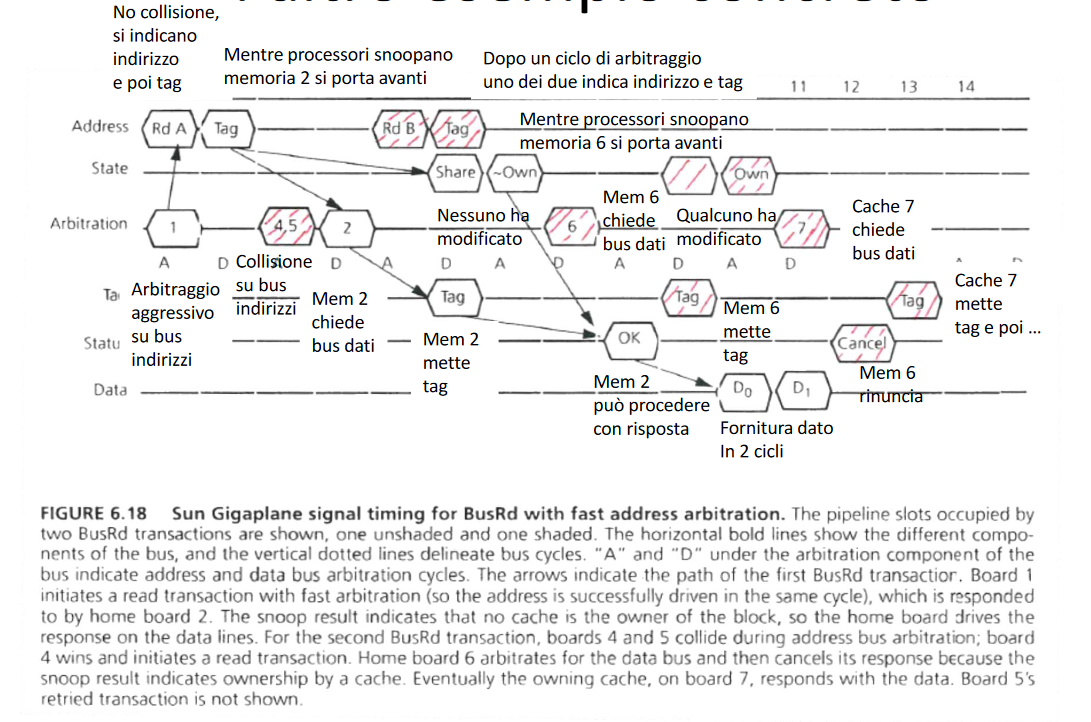 No collisione,
si indicano
indirizzo
e poi tag
Mentre processori snoopano
memoria 2 si porta avanti
Dopo un ciclo di arbitraggio
uno dei due indica indirizzo e tag
11 12 13 14
Address Rd A Tag Rd B Tag
Mentre processori snoopano
memoria 6 si porta avanti
State Share ~Own Own
Arbitration 1 4,5 2 6 7
Nessuno ha
modificato
Mem 6
chiede
bus dati
Qualcuno ha
modificato
Cache 7
chiede
bus dati
A D A D A D A D A D A D A D
Collisione
su bus
indirizzi
Arbitraggio
aggressivo
su bus
indirizzi
Mem 2
chiede
bus dati
Tag Tag Tag
Mem 2
mette
tag
Mem 6
mette
tag
Cache 7
mette
tag e poi ...
Statu OK Cancel
Mem 2
può procedere
con risposta
Mem 6
rinuncia
Data D0 D1
Fornitura dato
In 2 cicli
FIGURE 6.18 Sun Gigaplane signal timing for BusRd with fast address arbitration. The pipeline slots occupied by
two BusRd transactions are shown, one unshaded and one shaded. The horizontal bold lines show the different compo-
nents of the bus, and the vertical dotted lines delineate bus cycles. "A" and "D" under the arbitration component of the
bus indicate address and data bus arbitration cycles. The arrows indicate the path of the first BusRd transaction. Board 1
initiates a read transaction with fast arbitration (so the address is successfully driven in the same cycle), which is responded
to by home board 2. The snoop result indicates that no cache is the owner of the block, so the home board drives the
response on the data lines. For the second BusRd transaction, boards 4 and 5 collide during address bus arbitration; board
4 wins and initiates a read transaction. Home board 6 arbitrates for the data bus and then cancels its response because the
snoop result indicates ownership by a cache. Eventually the owning cache, on board 7, responds with the data. Board 5's
retried transaction is not shown.